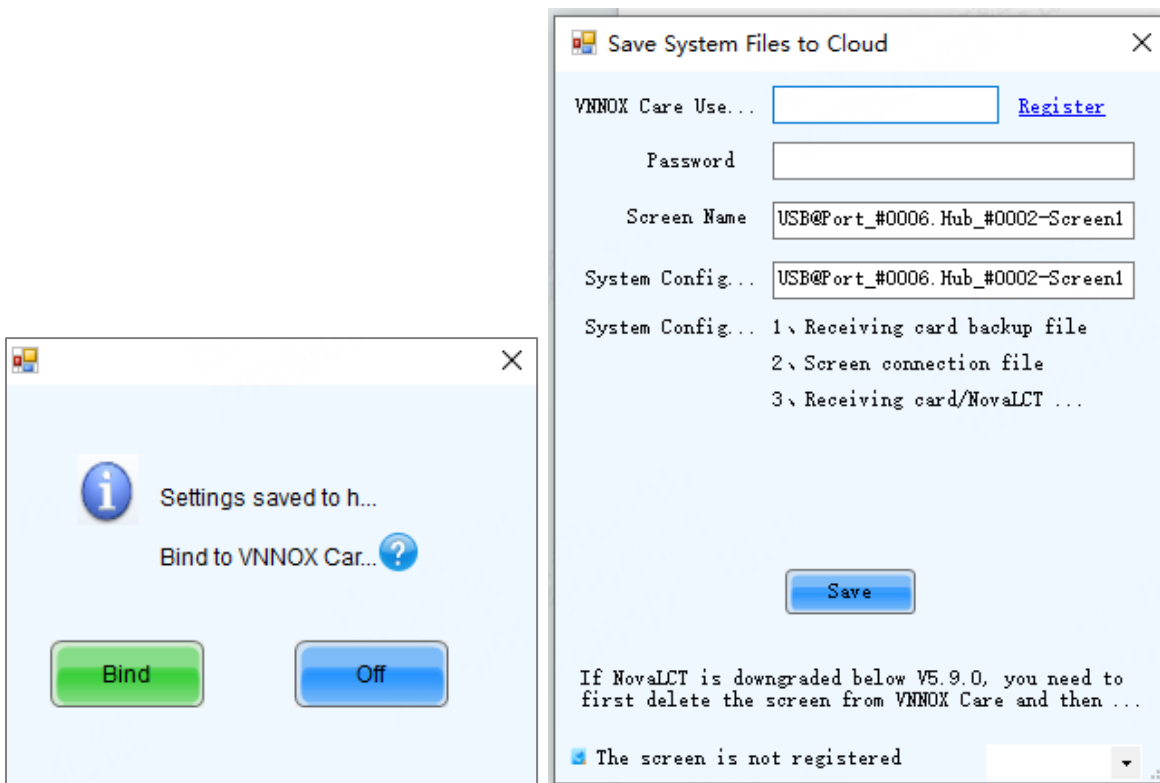 Settings saved to h...
Bind to VNNOX Car...
Bind
Off
Save System Files to Cloud
VNNOX Care Use...
Register
Password
Screen Name
USB@Port_#0006.Hub_#0002-Screen1
System Config...
USB@Port_#0006.Hub_#0002-Screen1
System Config...
1、Receiving card backup file
2、Screen connection file
3、Receiving card/NovaLCT ...
Save
If NovaLCT is downgraded below V5.9.0, you need to
first delete the screen from VNNOX Care and then ...
The screen is not registered